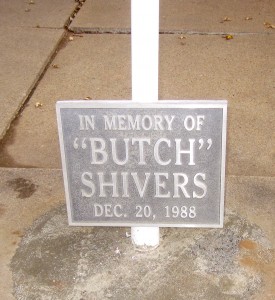 IN MEMORY OF
"BUTCH"
SHIVERS
DEC. 20, 1988